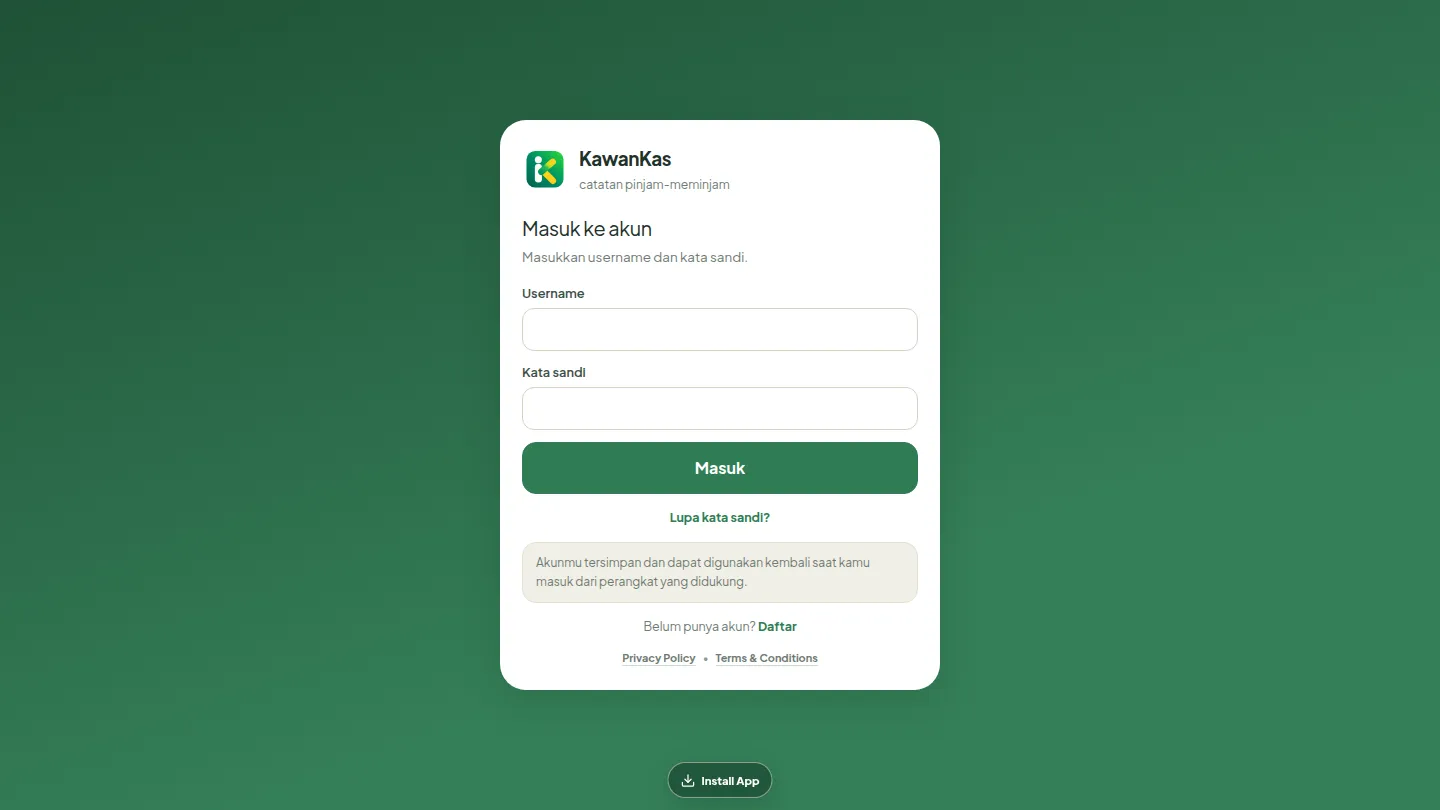 KawanKas
catatan pinjam-meminjam
Masuk ke akun
Masukkan username dan kata sandi.
Username
Kata sandi
Masuk
Lupa kata sandi?
Akunmu tersimpan dan dapat digunakan kembali saat kamu
masuk dari perangkat yang didukung.
Belum punya akun? Daftar
Privacy Policy • Terms & Conditions
Install App